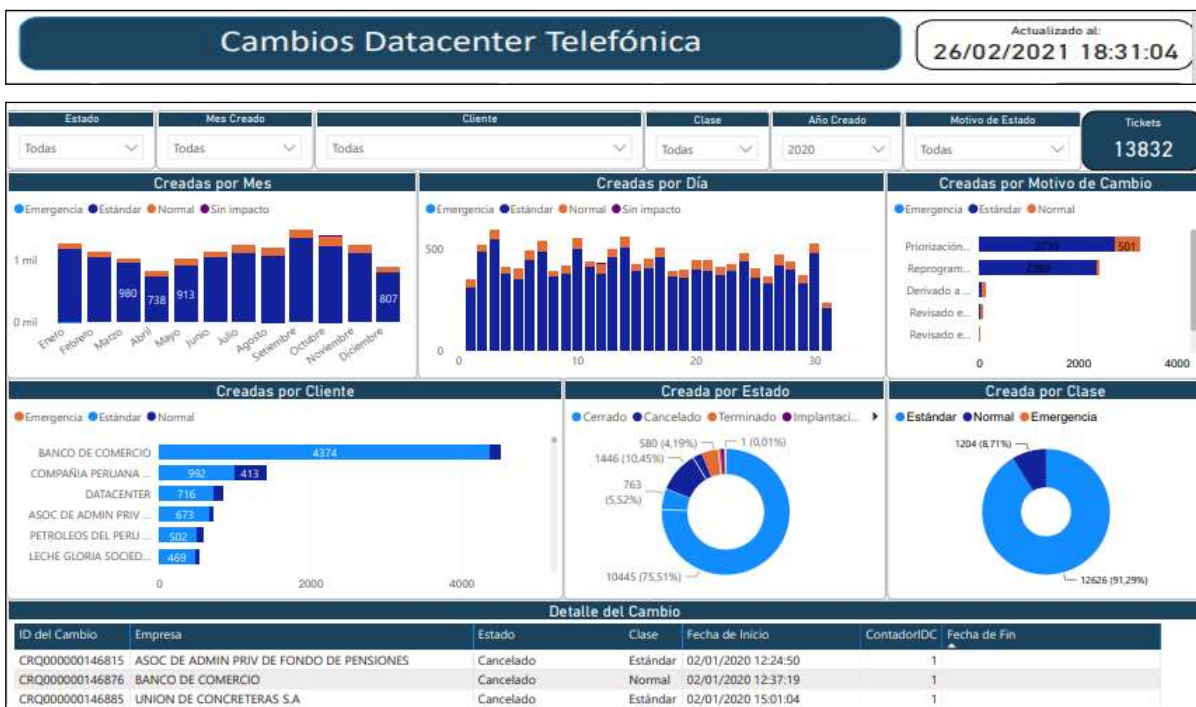 Cambios Datacenter Telefónica
Actualizado al:
26/02/2021 18:31:04
Estado
Mes Creado
Cliente
Clase
Año Creado
Motivo de Estado
Tickets
Todas
Todas
Todas
Todas
2020
Todas
13832
Creadas por Mes
Emergencia Estándar Normal Sin impacto
1 mil
0 mil
980
738
913
807
Enero
Febrero
Marzo
Abril
Mayo
Junio
Julio
Agosto
Setiembre
Octubre
Noviembre
Diciembre
Creadas por Día
Emergencia Estándar Normal Sin impacto
500
0
0 10 20 30
Creadas por Motivo de Cambio
Emergencia Estándar Normal
Priorización... 501
Reprogram...
Derivado a ...
Revisado e...
Revisado e...
0 2000 4000
Creadas por Cliente
Emergencia Estándar Normal
BANCO DE COMERCIO 4374
COMPAÑIA PERUANA ... 992 413
DATACENTER 716
ASOC DE ADMIN PRIV ... 673
PETROLEOS DEL PERU ... 502
LECHE GLORIA SOCIED... 469
0 2000 4000
Creada por Estado
Cerrado Cancelado Terminado Implantaci...
580 (4,19%)
1 (0,01%)
1446 (10,45%)
763
(5,52%)
10445 (75,51%)
Creada por Clase
Estándar Normal Emergencia
1204 (8,71%)
12626 (91,29%)
Detalle del Cambio
ID del Cambio Empresa Estado Clase Fecha de Inicio ContadorIDC Fecha de Fin
CRQ000000146815 ASOC DE ADMIN PRIV DE FONDO DE PENSIONES Cancelado Estándar 02/01/2020 12:24:50 1
CRQ000000146876 BANCO DE COMERCIO Cancelado Normal 02/01/2020 12:37:19 1
CRQ000000146885 UNION DE CONCRETERAS S.A Cancelado Estándar 02/01/2020 15:01:04 1